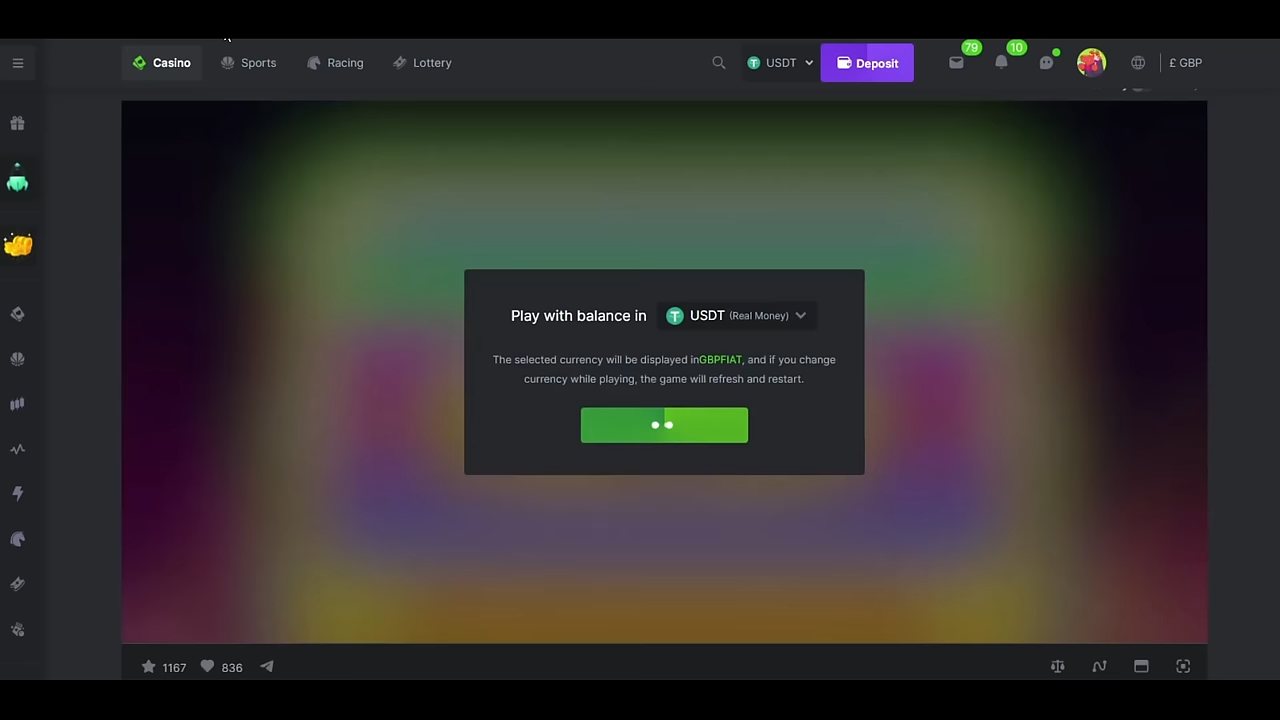 Casino
Sports
Racing
Lottery
USDT
Deposit
79
10
£ GBP
Play with balance in
USDT (Real Money)
The selected currency will be displayed inGBPFIAT, and if you change
currency while playing, the game will refresh and restart.
1167
836